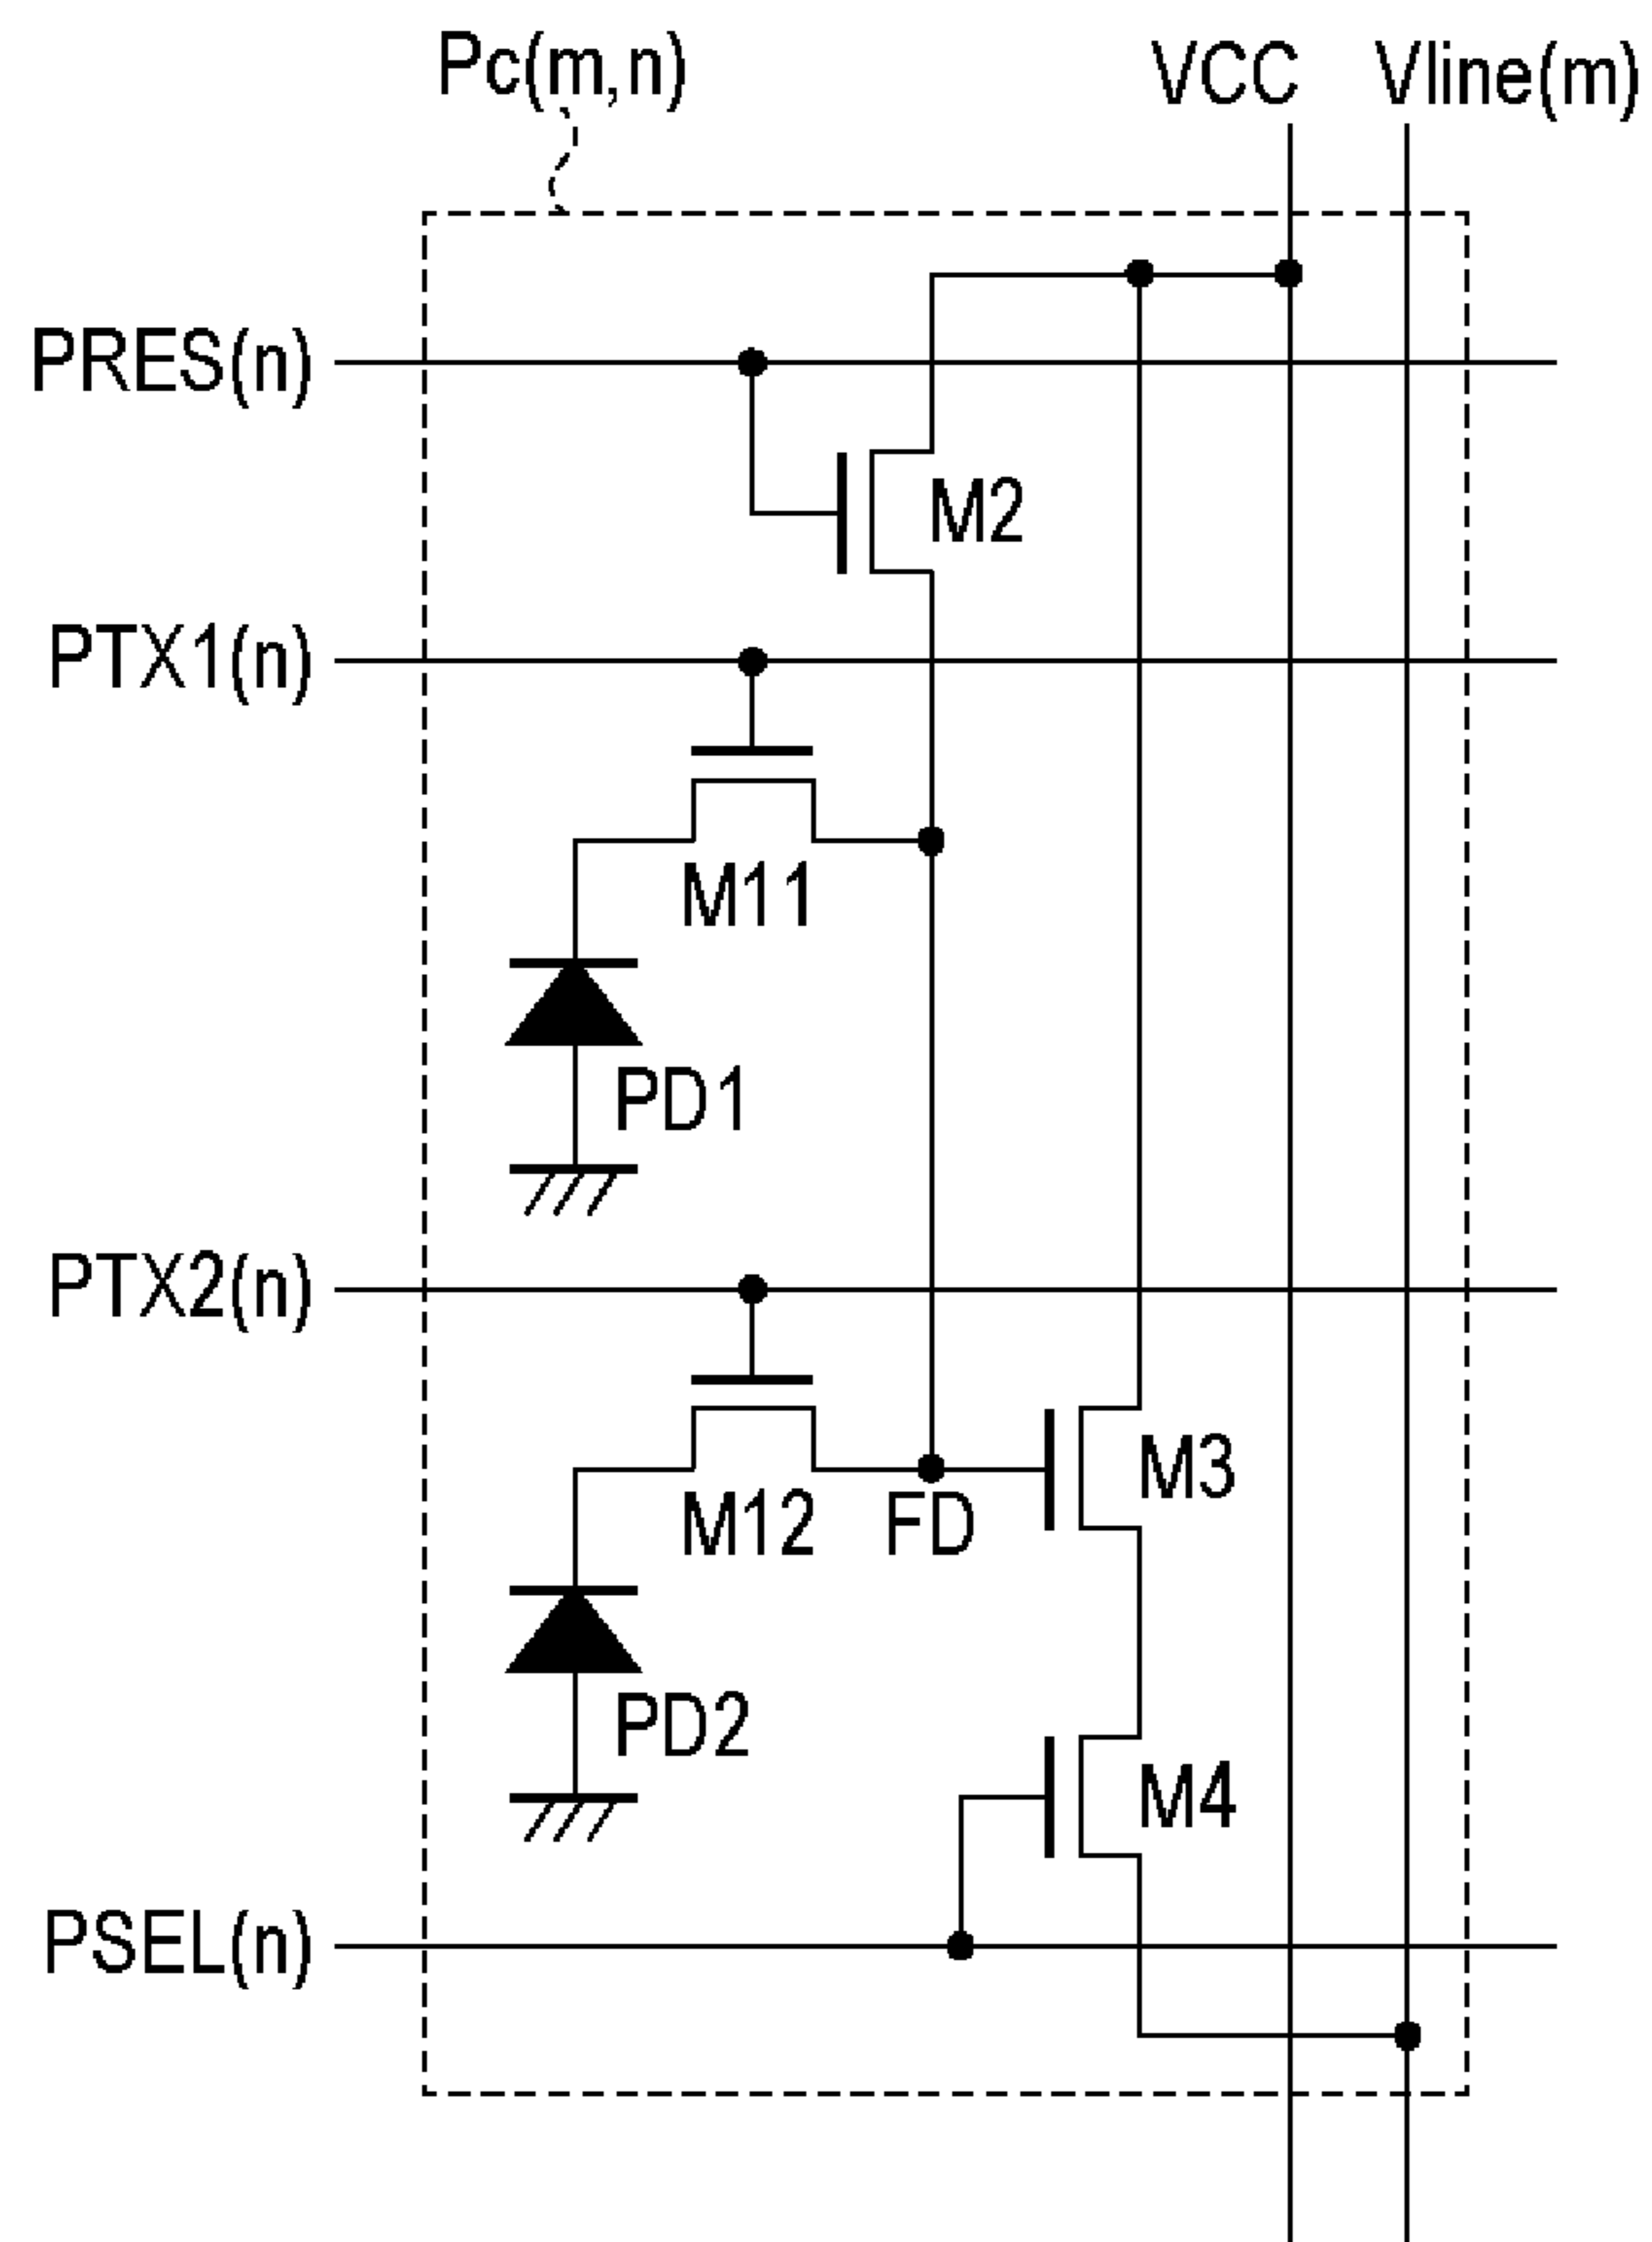 Pc(m,n)
VCC
Vline(m)
PRES(n)
M2
PTX1(n)
M11
PD1
PTX2(n)
M3
M12
FD
PD2
M4
PSEL(n)